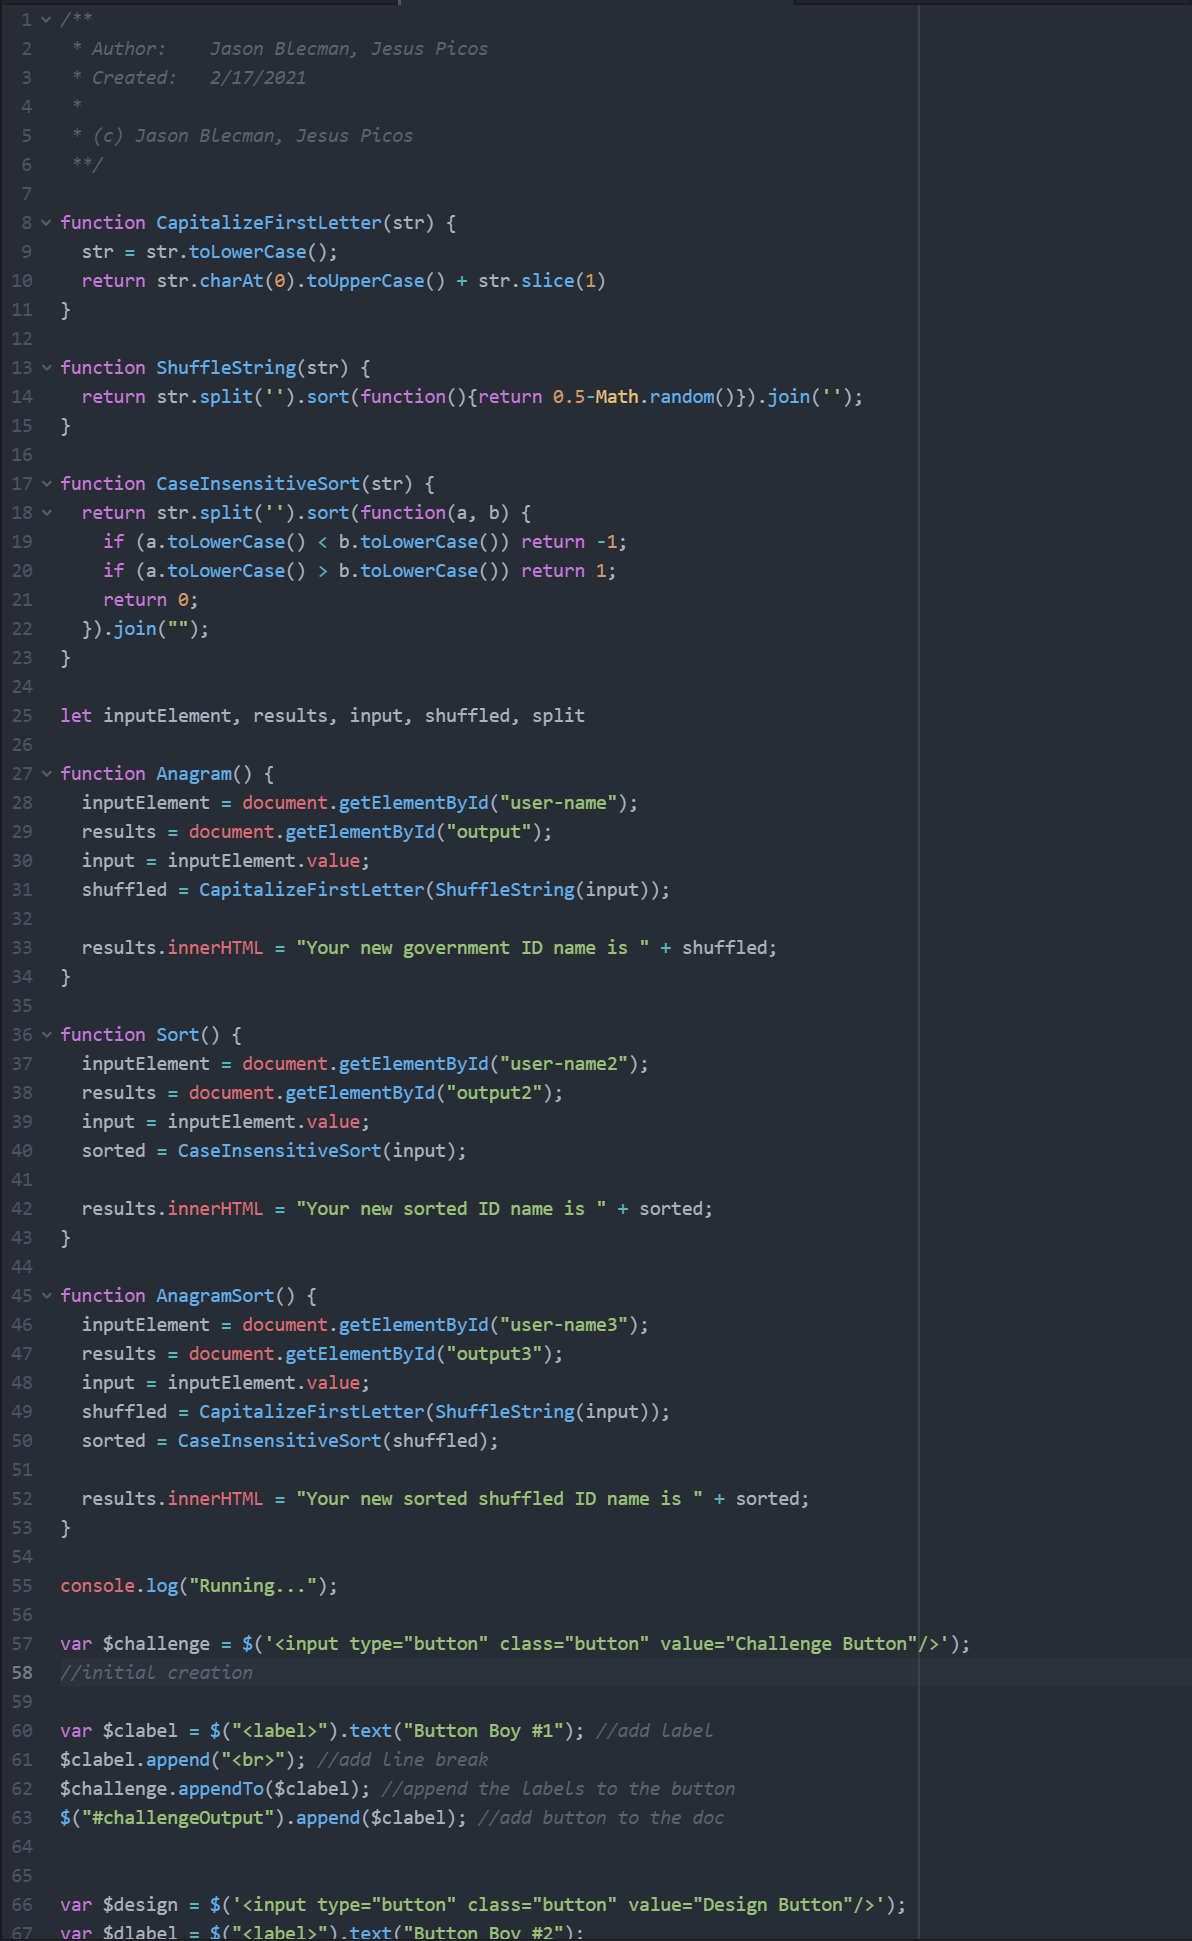 1 /**
2  * Author:    Jason Blecman, Jesus Picos
3  * Created:   2/17/2021
4  *
5  * (c) Jason Blecman, Jesus Picos
6  **/
7
8 function CapitalizeFirstLetter(str) {
9   str = str.toLowerCase();
10   return str.charAt(0).toUpperCase() + str.slice(1)
11 }
12
13 function ShuffleString(str) {
14   return str.split('').sort(function(){return 0.5-Math.random()}).join('');
15 }
16
17 function CaseInsensitiveSort(str) {
18   return str.split('').sort(function(a, b) {
19     if (a.toLowerCase() < b.toLowerCase()) return -1;
20     if (a.toLowerCase() > b.toLowerCase()) return 1;
21     return 0;
22   }).join("");
23 }
24
25 let inputElement, results, input, shuffled, split
26
27 function Anagram() {
28   inputElement = document.getElementById("user-name");
29   results = document.getElementById("output");
30   input = inputElement.value;
31   shuffled = CapitalizeFirstLetter(ShuffleString(input));
32
33   results.innerHTML = "Your new government ID name is " + shuffled;
34 }
35
36 function Sort() {
37   inputElement = document.getElementById("user-name2");
38   results = document.getElementById("output2");
39   input = inputElement.value;
40   sorted = CaseInsensitiveSort(input);
41
42   results.innerHTML = "Your new sorted ID name is " + sorted;
43 }
44
45 function AnagramSort() {
46   inputElement = document.getElementById("user-name3");
47   results = document.getElementById("output3");
48   input = inputElement.value;
49   shuffled = CapitalizeFirstLetter(ShuffleString(input));
50   sorted = CaseInsensitiveSort(shuffled);
51
52   results.innerHTML = "Your new sorted shuffled ID name is " + sorted;
53 }
54
55 console.log("Running...");
56
57 var $challenge = $('<input type="button" class="button" value="Challenge Button"/>');
58 //initial creation
59
60 var $clabel = $("<label>").text("Button Boy #1"); //add label
61 $clabel.append("<br>"); //add line break
62 $challenge.appendTo($clabel); //append the labels to the button
63 $("#challengeOutput").append($clabel); //add button to the doc
64
65
66 var $design = $('<input type="button" class="button" value="Design Button"/>');
67 var $dlabel = $("<label>").text("Button Boy #2");